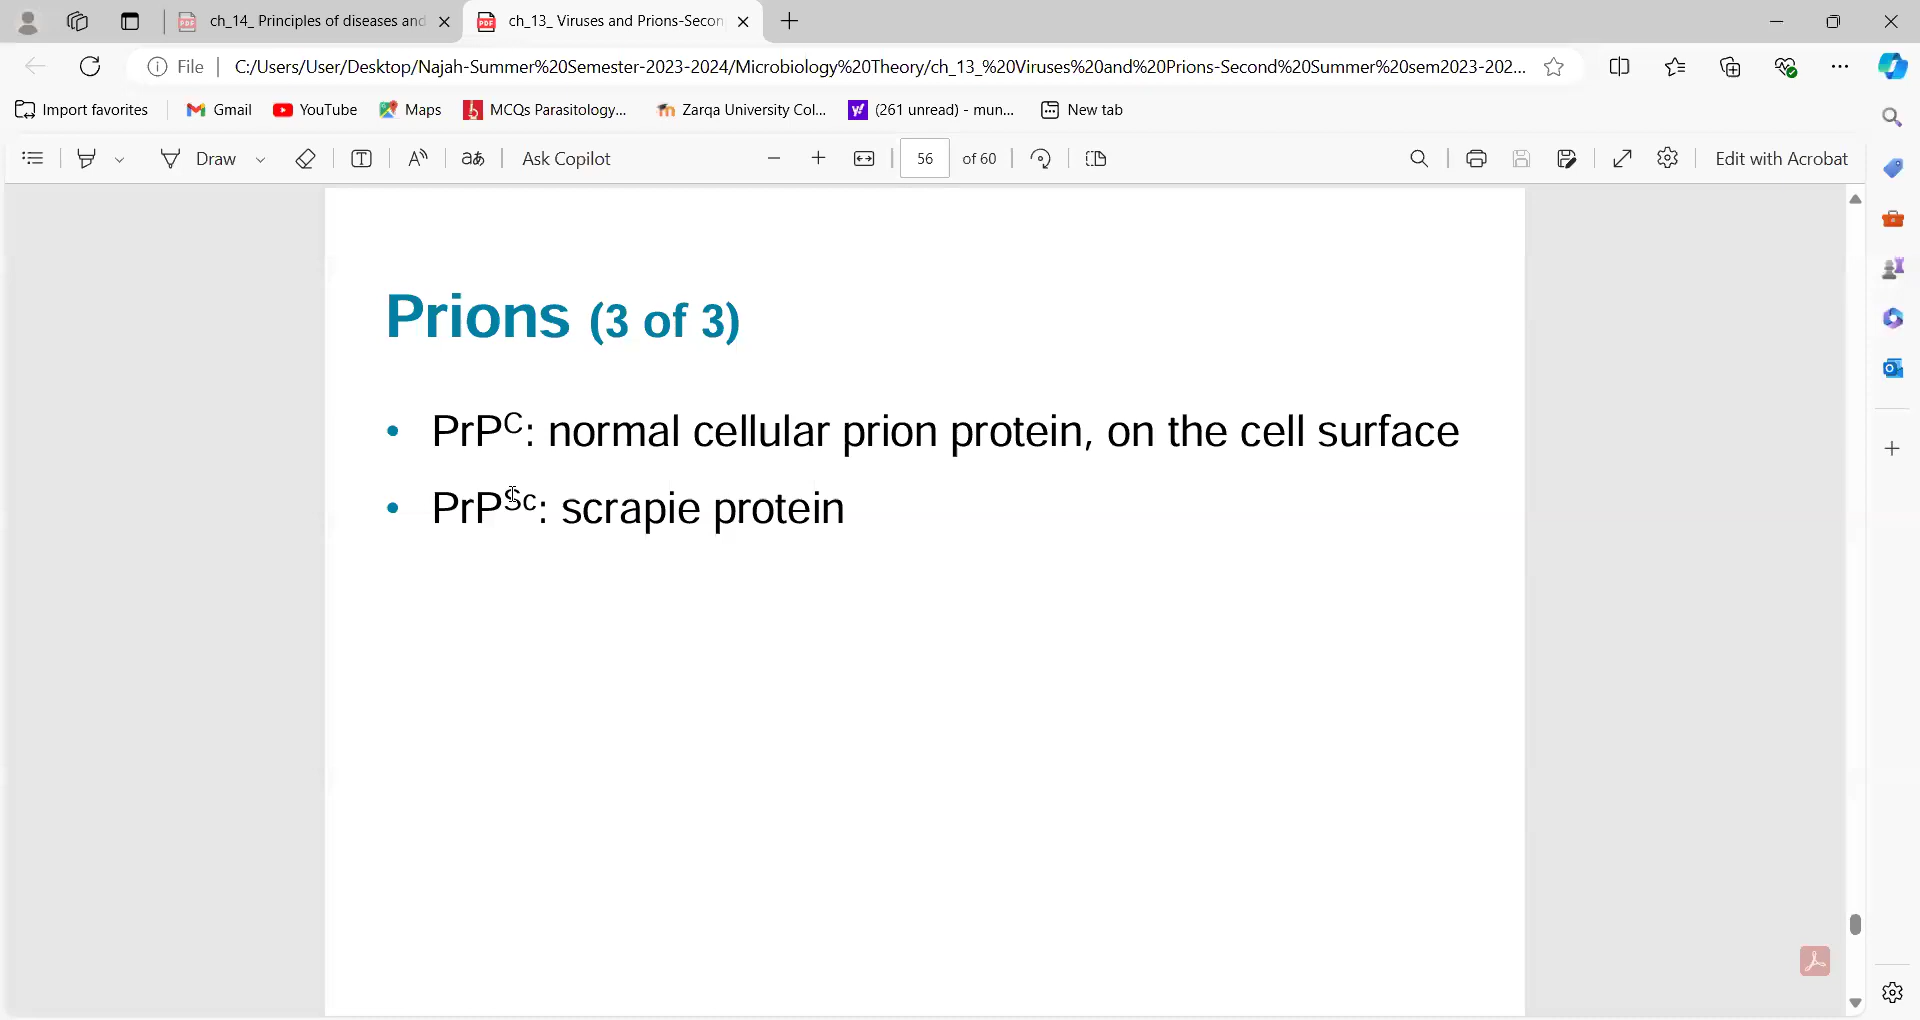 ch_14_ Principles of diseases and
ch_13_ Viruses and Prions-Secon
File
C:/Users/User/Desktop/Najah-Summer%20Semester-2023-2024/Microbiology%20Theory/ch_13_%20Viruses%20and%20Prions-Second%20Summer%20sem2023-202...
Import favorites Gmail YouTube Maps MCQs Parasitology... Zarqa University Col... (261 unread) - mun... New tab
Draw Ask Copilot 56 of 60 Edit with Acrobat
Prions (3 of 3)
• PrPC: normal cellular prion protein, on the cell surface
• PrPSc: scrapie protein